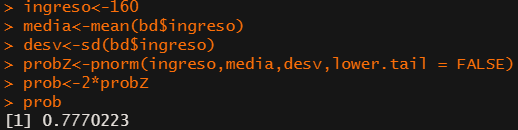 > ingreso<-160
> media<-mean(bd$ingreso)
> desv<-sd(bd$ingreso)
> probZ<-pnorm(ingreso,media,desv,lower.tail = FALSE)
> prob<-2*probZ
> prob
[1] 0.7770223